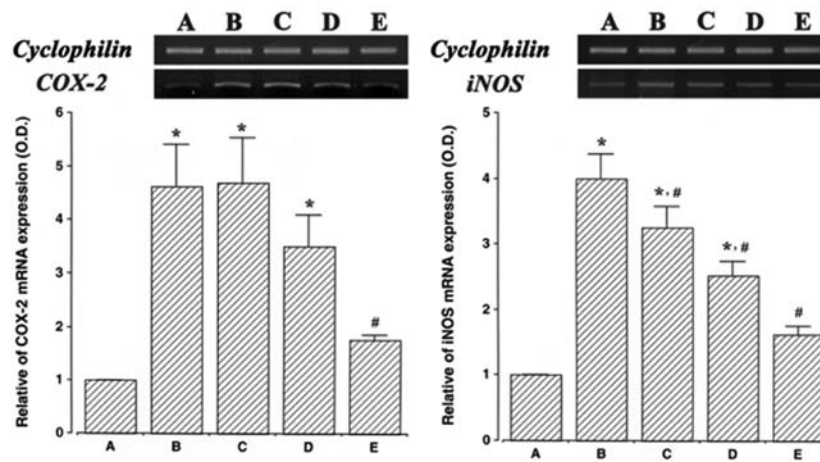 A B C D E
Cyclophilin
COX-2
Relative of COX-2 mRNA expression (O.D.)
6
5
4
3
2
1
0
*
*
*
#
A B C D E
A B C D E
Cyclophilin
iNOS
Relative of iNOS mRNA expression (O.D.)
5
4
3
2
1
0
*
*, #
*, #
#
A B C D E